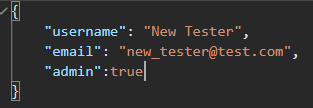 {
"username": "New Tester",
"email": "new_tester@test.com",
"admin":true
}